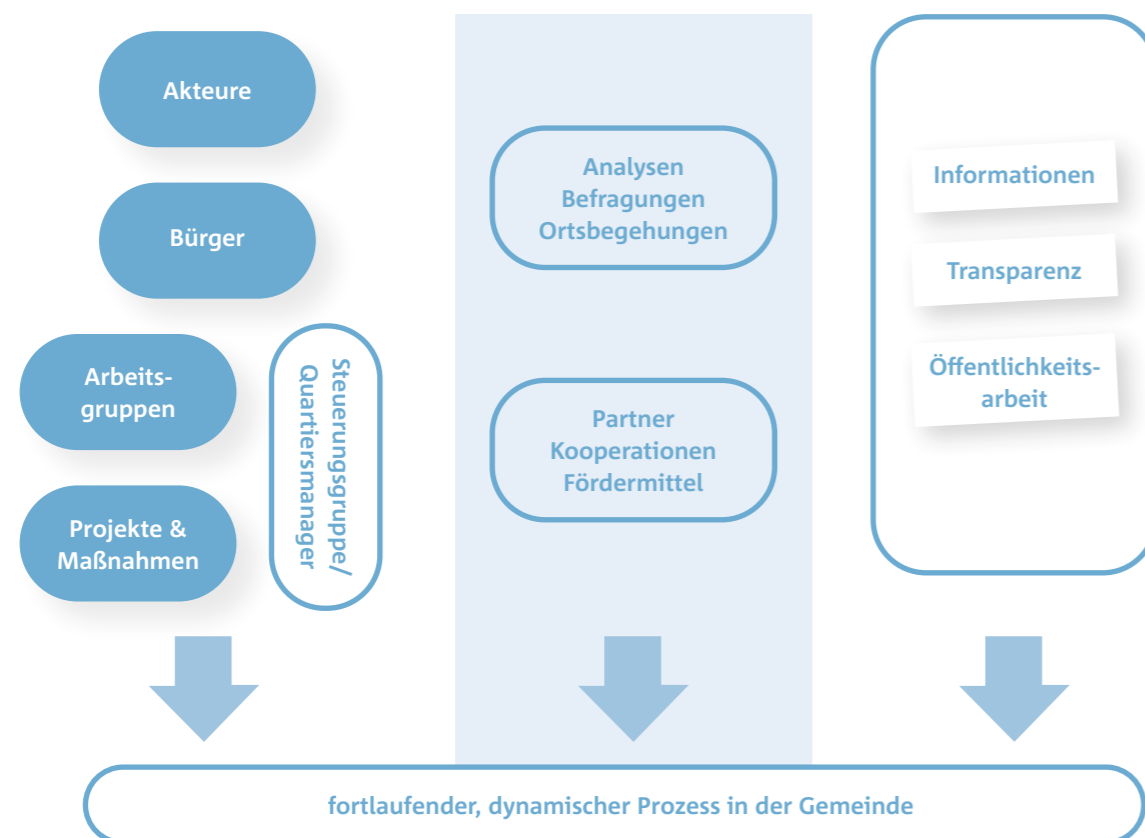 Akteure
Bürger
Arbeits-
gruppen
Projekte &
Maßnahmen
Steuerungsgruppe/
Quartiersmanager
Analysen
Befragungen
Ortsbegehungen
Partner
Kooperationen
Fördermittel
Informationen
Transparenz
Öffentlichkeits-
arbeit
fortlaufender, dynamischer Prozess in der Gemeinde